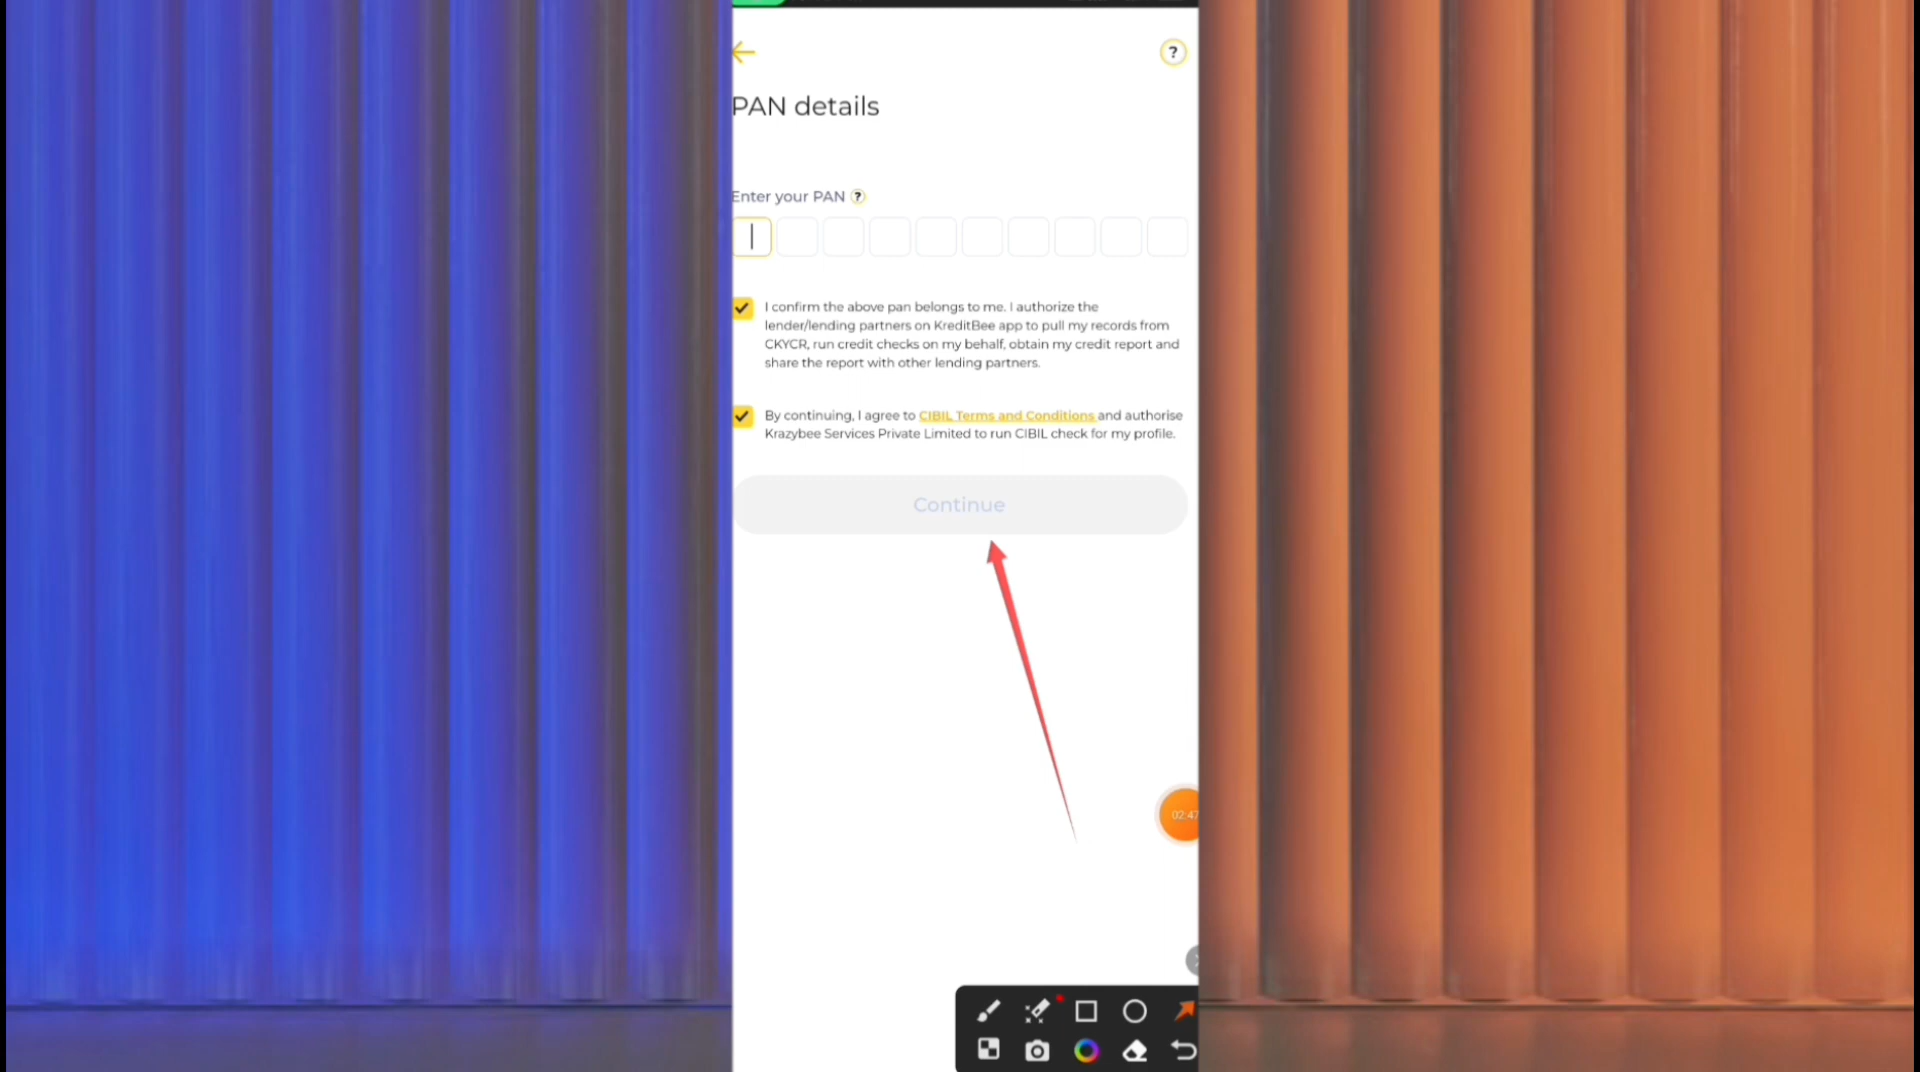 ?
PAN details
Enter your PAN ?
I confirm the above pan belongs to me. I authorize the
lender/lending partners on KreditBee app to pull my records from
CKYCR, run credit checks on my behalf, obtain my credit report and
share the report with other lending partners.
By continuing, I agree to CIBIL Terms and Conditions and authorise
Krazybee Services Private Limited to run CIBIL check for my profile.
Continue
02:47